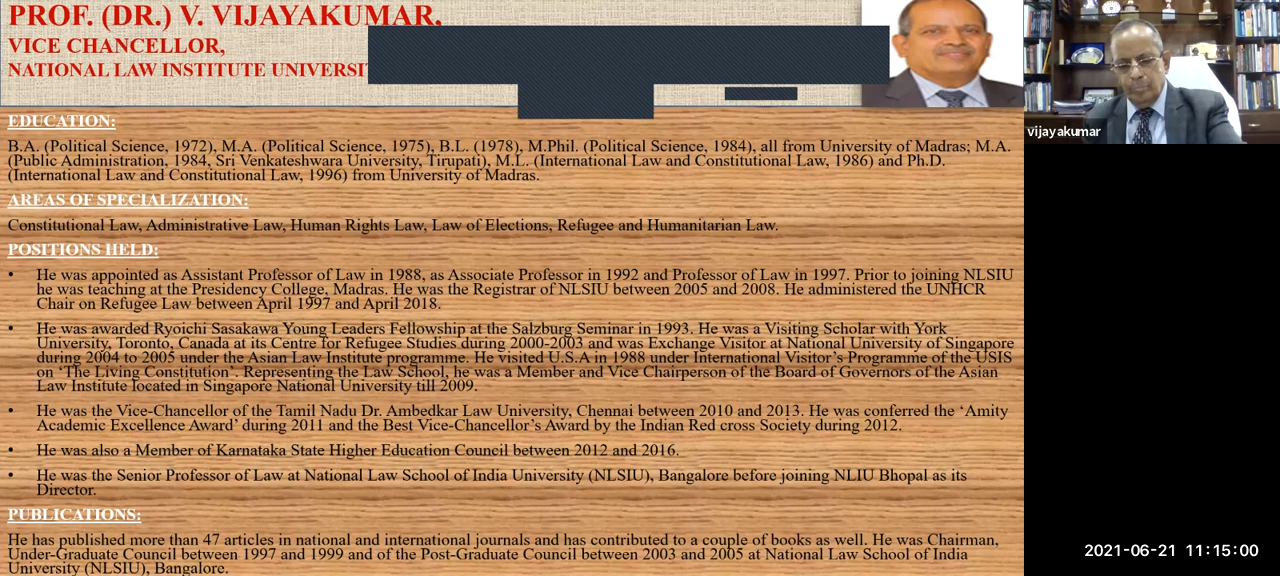 PROF. (DR.) V. VIJAYAKUMAR,
VICE CHANCELLOR,
NATIONAL LAW INSTITUTE
EDUCATION:
B.A. (Political Science, 1972), M.A. (Political Science, 1975), B.L. (1978), M.Phil. (Political Science, 1984), all from University of Madras; M.A.
(Public Administration, 1984, Sri Venkateshwara University, Tirupati), M.L. (International Law and Constitutional Law, 1986) and Ph.D.
(International Law and Constitutional Law, 1996) from University of Madras.
AREAS OF SPECIALIZATION:
Constitutional Law, Administrative Law, Human Rights Law, Law of Elections, Refugee and Humanitarian Law.
POSITIONS HELD:
• He was appointed as Assistant Professor of Law in 1988, as Associate Professor in 1992 and Professor of Law in 1997. Prior to joining NLSIU
he was teaching at the Presidency College, Madras. He was the Registrar of NLSIU between 2005 and 2008. He administered the UNHCR
Chair on Refugee Law between April 1997 and April 2018.
• He was awarded Ryoichi Sasakawa Young Leaders Fellowship at the Salzburg Seminar in 1993. He was a Visiting Scholar with York
University, Toronto, Canada at its Centre for Refugee Studies during 2000-2003 and was Exchange Visitor at National University of Singapore
during 2004 to 2005 under the Asian Law Institute programme. He visited U.S.A in 1988 under International Visitor's Programme of the USIS
on ‘The Living Constitution’. Representing the Law School, he was a Member and Vice Chairperson of the Board of Governors of the Asian
Law Institute located in Singapore National University till 2009.
• He was the Vice-Chancellor of the Tamil Nadu Dr. Ambedkar Law University, Chennai between 2010 and 2013. He was conferred the ‘Amity
Academic Excellence Award’ during 2011 and the Best Vice-Chancellor’s Award by the Indian Red cross Society during 2012.
• He was also a Member of Karnataka State Higher Education Council between 2012 and 2016.
• He was the Senior Professor of Law at National Law School of India University (NLSIU), Bangalore before joining NLIU Bhopal as its
Director.
PUBLICATIONS:
He has published more than 47 articles in national and international journals and has contributed to a couple of books as well. He was Chairman,
Under-Graduate Council between 1997 and 1999 and of the Post-Graduate Council between 2003 and 2005 at National Law School of India
University (NLSIU), Bangalore.
vijayakumar
2021-06-21 11:15:00